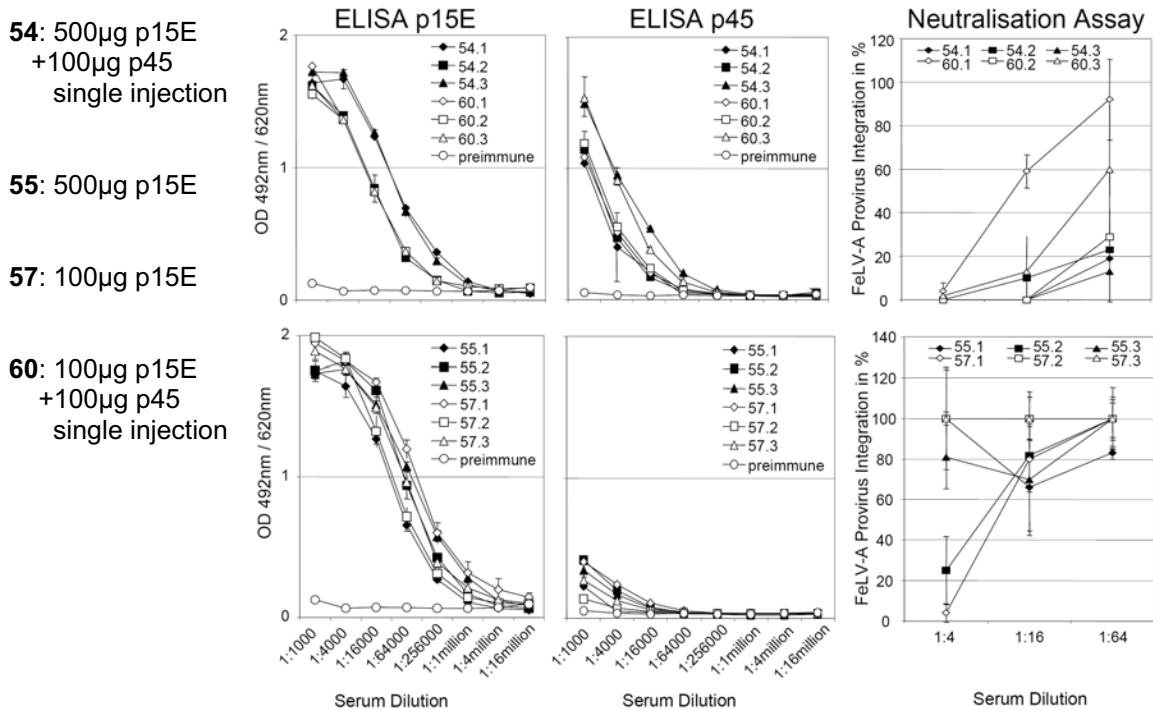 54: 500µg p15E
+100µg p45
single injection
55: 500µg p15E
57: 100µg p15E
60: 100µg p15E
+100µg p45
single injection
ELISA p15E
OD 492nm / 620nm
2
1
0
54.1
54.2
54.3
60.1
60.2
60.3
preimmune
ELISA p45
54.1
54.2
54.3
60.1
60.2
60.3
preimmune
Neutralisation Assay
FeLV-A Provirus Integration in %
120
100
80
60
40
20
0
54.1 54.2 54.3
60.1 60.2 60.3
OD 492nm / 620nm
2
1
0
55.1
55.2
55.3
57.1
57.2
57.3
preimmune
1:1000
1:4000
1:16000
1:64000
1:256000
1:1million
1:4million
1:16million
Serum Dilution
55.1
55.2
55.3
57.1
57.2
57.3
preimmune
1:1000
1:4000
1:16000
1:64000
1:256000
1:1million
1:4million
1:16million
Serum Dilution
FeLV-A Provirus Integration in %
140
120
100
80
60
40
20
0
55.1 55.2 55.3
57.1 57.2 57.3
1:4 1:16 1:64
Serum Dilution